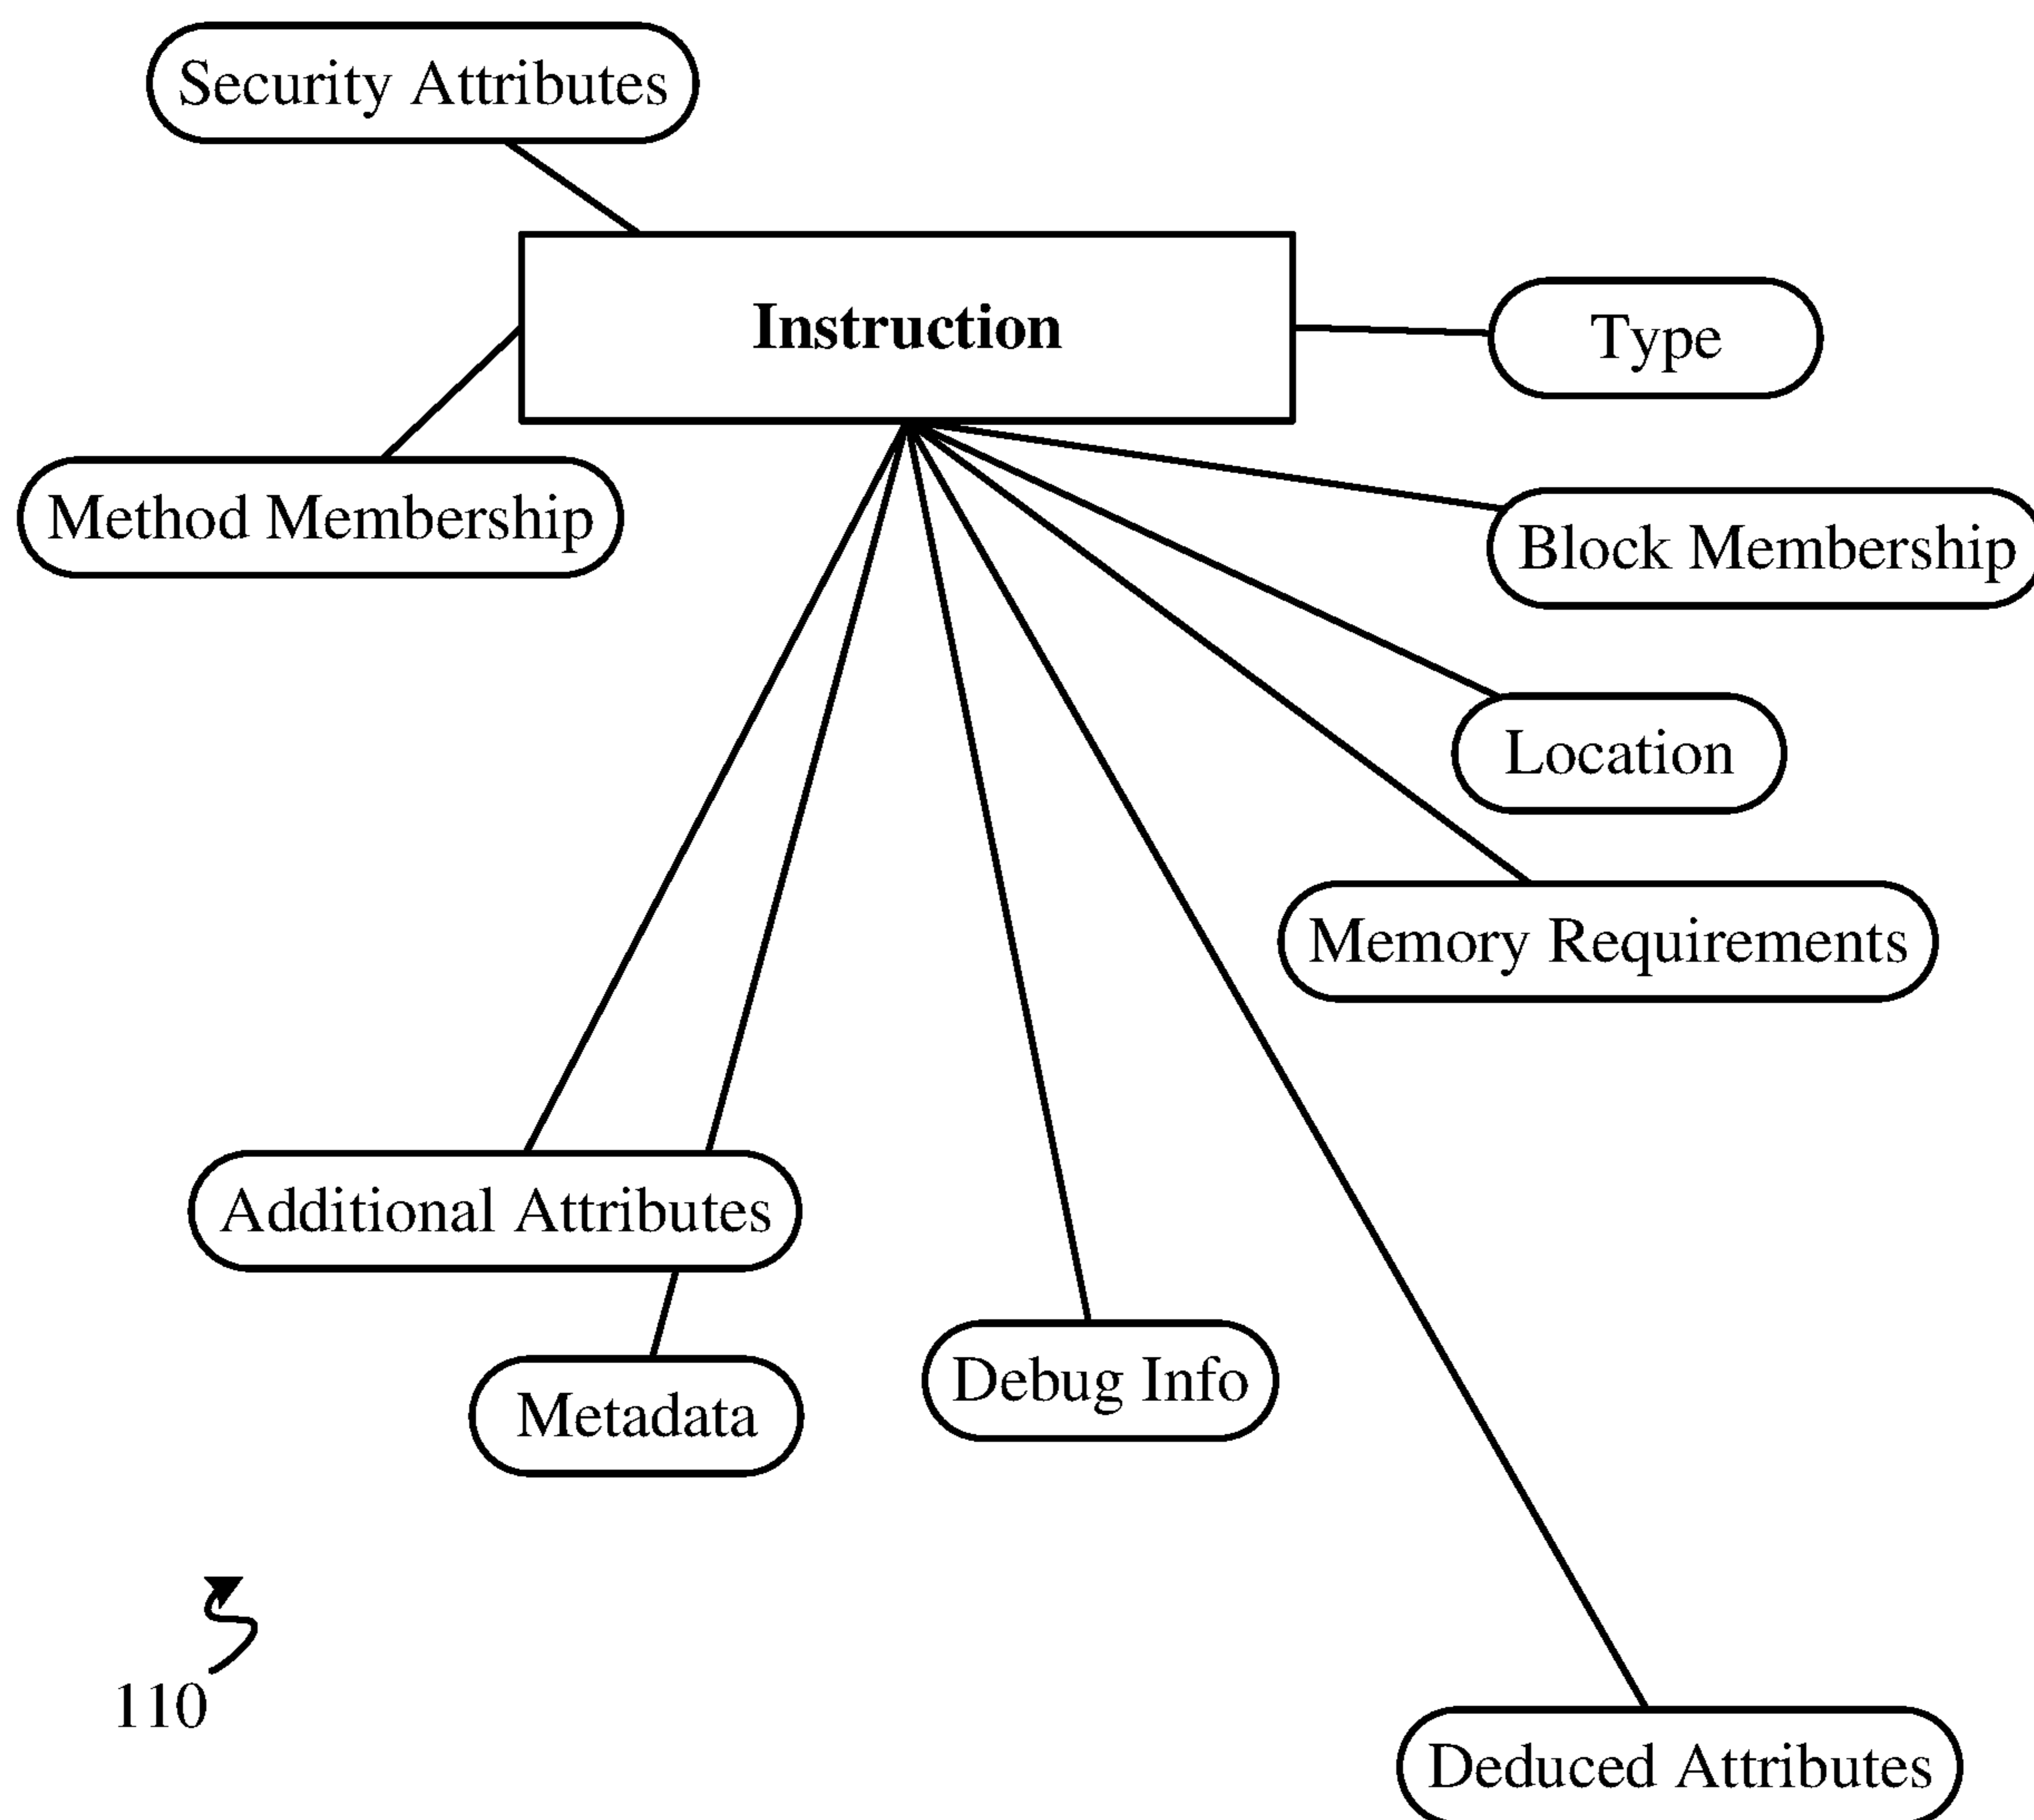 Security Attributes
Instruction
Type
Method Membership
Block Membership
Location
Memory Requirements
Additional Attributes
Debug Info
Metadata
110
Deduced Attributes